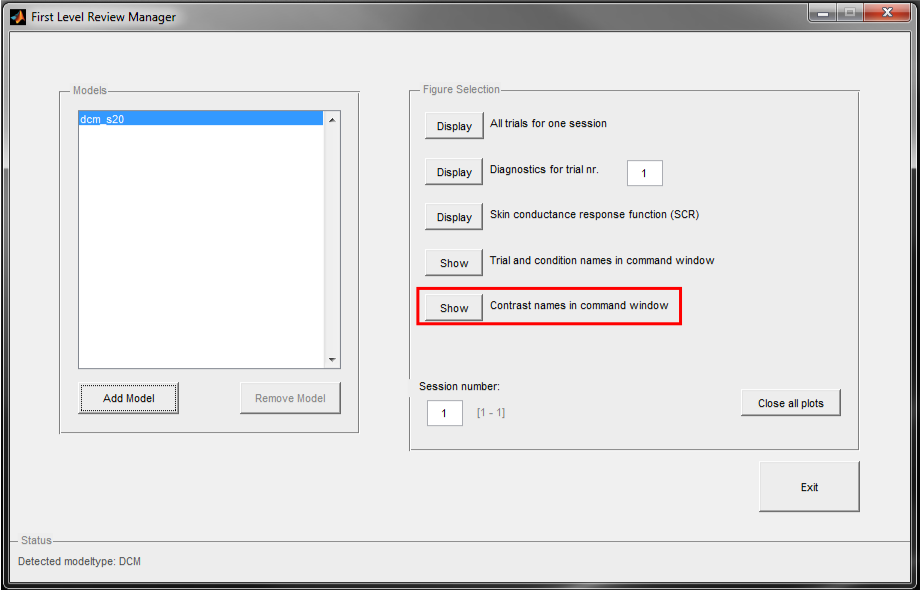 First Level Review Manager
Models
dcm_s20
Add Model
Remove Model
Figure Selection
Display All trials for one session
Display Diagnostics for trial nr. 1
Display Skin conductance response function (SCR)
Show Trial and condition names in command window
Show Contrast names in command window
Session number:
1 [1 - 1]
Close all plots
Exit
Status
Detected modeltype: DCM